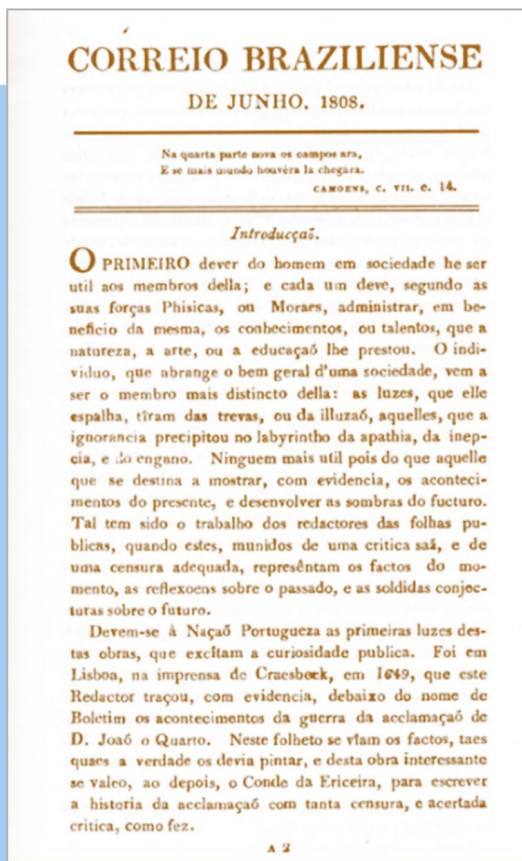 CORREIO BRAZILIENSE
DE JUNHO, 1808.
Na quarta parte nova os campos ara,
E se mais mundo houvéra la chegára.
CAMOENS, C. VII. e. 14.
Introducçaõ.
O PRIMEIRO dever do homem em sociedade he ser
util aos membros della; e cada um deve, segundo as
suas forças Phisicas, ou Moraes, administrar, em be-
neficio da mesma, os conhecimentos, ou talentos, que a
natureza, a arte, ou a educaçaõ lhe prestou. O indi-
viduo, que abrange o bem geral d'uma sociedade, vem a
ser o membro mais distincto della: as luzes, que elle
espalha, tîram das trevas, ou da illuzaõ, aquelles, que a
ignorancia precipitou no labyrintho da apathia, da inep-
cia, e do engano. Ninguem mais util pois do que aquelle
que se destina a mostrar, com evidencia, os aconteci-
mentos do presente, e desenvolver as sombras do fucturo.
Tal tem sido o trabalho dos redactores das folhas pu-
blicas, quando estes, munidos de uma critica saã, e de
uma censura adequada, represêntam os factos do mo-
mento, as reflexoens sobre o passado, e as soldidas conjec-
turas sobre o futuro.
Devem-se à Naçaõ Portugueza as primeiras luzes des-
tas obras, que excîtam a curiosidade publica. Foi em
Lisboa, na imprensa de Craesbeck, em 1649, que este
Redactor traçou, com evidencia, debaixo do nome de
Boletim os acontecimentos da guerra da acclamaçaõ de
D. Joaõ o Quarto. Neste folheto se vîam os factos, taes
quaes a verdade os devia pintar, e desta obra interessante
se valeo, ao depois, o Conde da Ericeira, para escrever
a historia da acclamaçaõ com tanta censura, e acertada
critica, como fez.
A 2